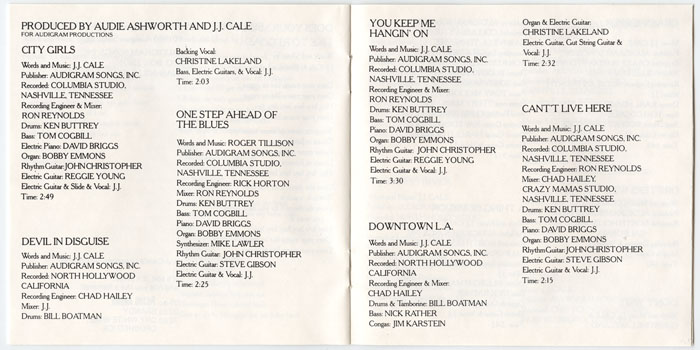 PRODUCED BY AUDIE ASHWORTH AND J.J. CALE
FOR AUDIGRAM PRODUCTIONS
CITY GIRLS
Words and Music: J.J. CALE
Publisher: AUDIGRAM SONGS, INC.
Recorded: COLUMBIA STUDIO,
NASHVILLE, TENNESSEE
Recording Engineer & Mixer:
RON REYNOLDS
Drums: KEN BUTTREY
Bass: TOM COGBILL
Electric Piano: DAVID BRIGGS
Organ: BOBBY EMMONS
Rhythm Guitar: JOHN CHRISTOPHER
Electric Guitar: REGGIE YOUNG
Electric Guitar & Slide & Vocal: J.J.
Time: 2:49
DEVIL IN DISGUISE
Words and Music: J.J. CALE
Publisher: AUDIGRAM SONGS, INC.
Recorded: NORTH HOLLYWOOD
CALIFORNIA
Recording Engineer: CHAD HAILEY
Mixer: J.J.
Drums: BILL BOATMAN
Backing Vocal:
CHRISTINE LAKELAND
Bass, Electric Guitars, & Vocal: J.J.
Time: 2:03
ONE STEP AHEAD OF
THE BLUES
Words and Music: ROGER TILLISON
Publisher: AUDIGRAM SONGS, INC.
Recorded: COLUMBIA STUDIO,
NASHVILLE, TENNESSEE
Recording Engineer: RICK HORTON
Mixer: RON REYNOLDS
Drums: KEN BUTTREY
Bass: TOM COGBILL
Piano: DAVID BRIGGS
Organ: BOBBY EMMONS
Synthesizer: MIKE LAWLER
Rhythm Guitar: JOHN CHRISTOPHER
Electric Guitar: STEVE GIBSON
Electric Guitar & Vocal: J.J.
Time: 2:25
YOU KEEP ME
HANGIN' ON
Words and Music: J.J. CALE
Publisher: AUDIGRAM SONGS, INC.
Recorded: COLUMBIA STUDIO,
NASHVILLE, TENNESSEE
Recording Engineer & Mixer:
RON REYNOLDS
Drums: KEN BUTTREY
Bass: TOM COGBILL
Piano: DAVID BRIGGS
Organ: BOBBY EMMONS
Rhythm Guitar: JOHN CHRISTOPHER
Electric Guitar: REGGIE YOUNG
Electric Guitar & Vocal: J.J.
Time: 3:30
DOWNTOWN L.A.
Words and Music: J.J. CALE
Publisher: AUDIGRAM SONGS, INC.
Recorded: NORTH HOLLYWOOD
CALIFORNIA
Recording Engineer & Mixer:
CHAD HAILEY
Drums & Tamborine: BILL BOATMAN
Bass: NICK RATHER
Congas: JIM KARSTEIN
Organ & Electric Guitar:
CHRISTINE LAKELAND
Electric Guitar, Gut String Guitar &
Vocal: J.J.
Time: 2:32
CAN'T LIVE HERE
Words and Music: J.J. CALE
Publisher: AUDIGRAM SONGS, INC.
Recorded: COLUMBIA STUDIO,
NASHVILLE, TENNESSEE
Recording Engineer: RON REYNOLDS
Mixer: CHAD HAILEY,
CRAZY MAMAS STUDIO,
NASHVILLE, TENNESSEE
Drums: KEN BUTTREY
Bass: TOM COGBILL
Piano: DAVID BRIGGS
Organ: BOBBY EMMONS
Rhythm Guitar: JOHN CHRISTOPHER
Electric Guitar: STEVE GIBSON
Electric Guitar & Vocal: J.J.
Time: 2:15